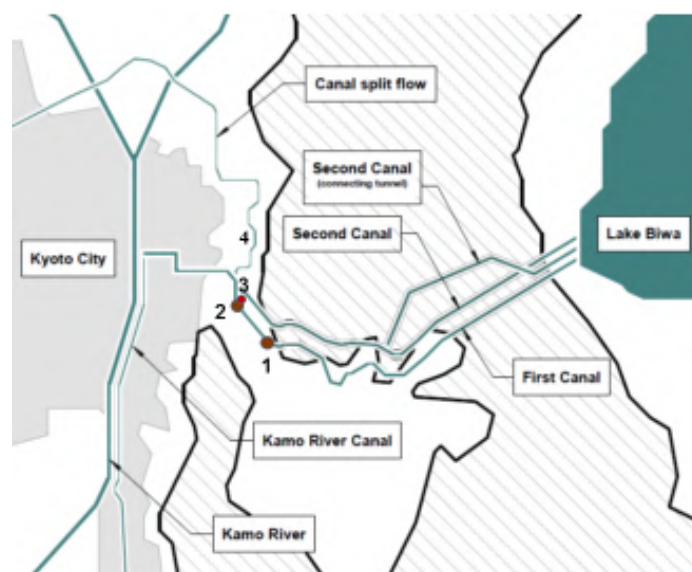 Canal split flow
Second Canal
(connecting tunnel)
Second Canal
Lake Biwa
Kyoto City
4
3
2
1
First Canal
Kamo River Canal
Kamo River